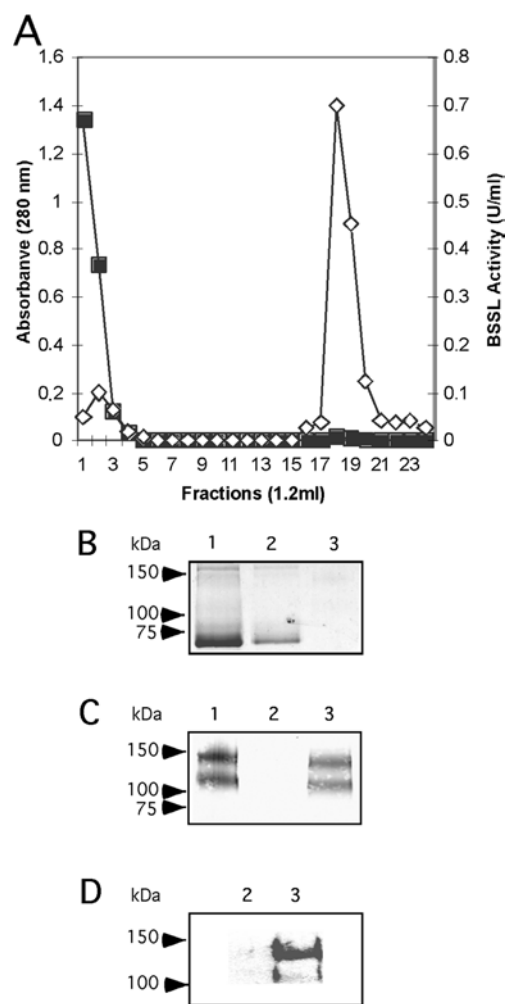 A
1.6
1.4
1.2
1
0.8
0.6
0.4
0.2
0
Absorbanve (280 nm)
0.8
0.7
0.6
0.5
0.4
0.3
0.2
0.1
0
BSSL Activity (U/ml)
1 3 5 7 9 11 13 15 17 19 21 23
Fractions (1.2ml)
B
kDa 1 2 3
150
100
75
C
kDa 1 2 3
150
100
75
D
kDa 2 3
150
100